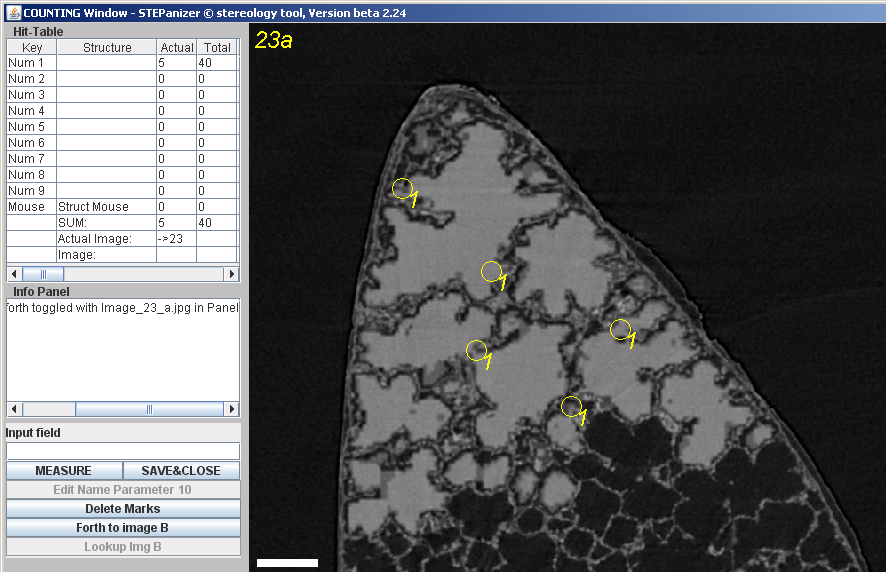 COUNTING Window - STEPanizer © stereology tool, Version beta 2.24
Hit-Table
Key Structure Actual Total
Num 1 5 40
Num 2 0 0
Num 3 0 0
Num 4 0 0
Num 5 0 0
Num 6 0 0
Num 7 0 0
Num 8 0 0
Num 9 0 0
Mouse Struct Mouse 0 0
SUM: 5 40
Actual Image: ->23
Image:
Info Panel
forth toggled with Image_23_a.jpg in Panel
Input field
MEASURE SAVE&CLOSE
Edit Name Parameter 10
Delete Marks
Forth to image B
Lookup Img B
23a
1
1
1
1
1